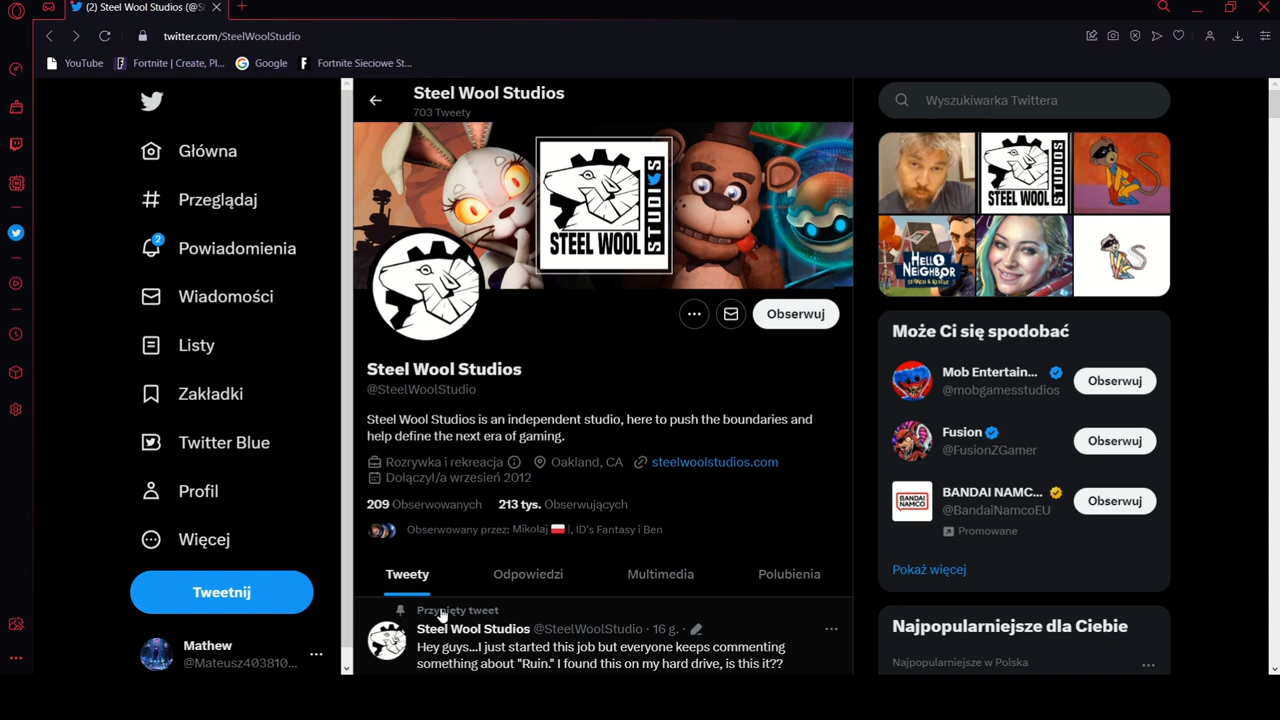 (2) Steel Wool Studios (@S
twitter.com/SteelWoolStudio
YouTube
Fortnite | Create, Pl...
Google
Fortnite Sieciowe St...
Główna
Przeglądaj
2
Powiadomienia
Wiadomości
Listy
Zakładki
Twitter Blue
Profil
Więcej
Tweetnij
Mathew
@Mateusz403810...
Steel Wool Studios
703 Tweety
STEEL WOOL
STUDIOS
Obserwuj
Steel Wool Studios
@SteelWoolStudio
Steel Wool Studios is an independent studio, here to push the boundaries and
help define the next era of gaming.
Rozrywka i rekreacja
Oakland, CA
steelwoolstudios.com
Dołączył/a wrzesień 2012
209 Obserwowanych
213 tys. Obserwujących
Obserwowany przez: Mikołaj 🇵🇱 |, ID's Fantasy i Ben
Tweety
Odpowiedzi
Multimedia
Polubienia
Przypięty tweet
Steel Wool Studios @SteelWoolStudio · 16 g. ·
Hey guys...I just started this job but everyone keeps commenting
something about "Ruin." I found this on my hard drive, is this it??
Wyszukiwarka Twittera
STEEL WOOL
STUDIOS
HELLO
NEIGHBOR
Może Ci się spodobać
Mob Entertain...
@mobgamesstudios
Obserwuj
Fusion
@FusionZGamer
Obserwuj
BANDAI
NAMCO
BANDAI NAMC...
@BandaiNamcoEU
Obserwuj
Promowane
Pokaż więcej
Najpopularniejsze dla Ciebie
Najpopularniejsze w Polska